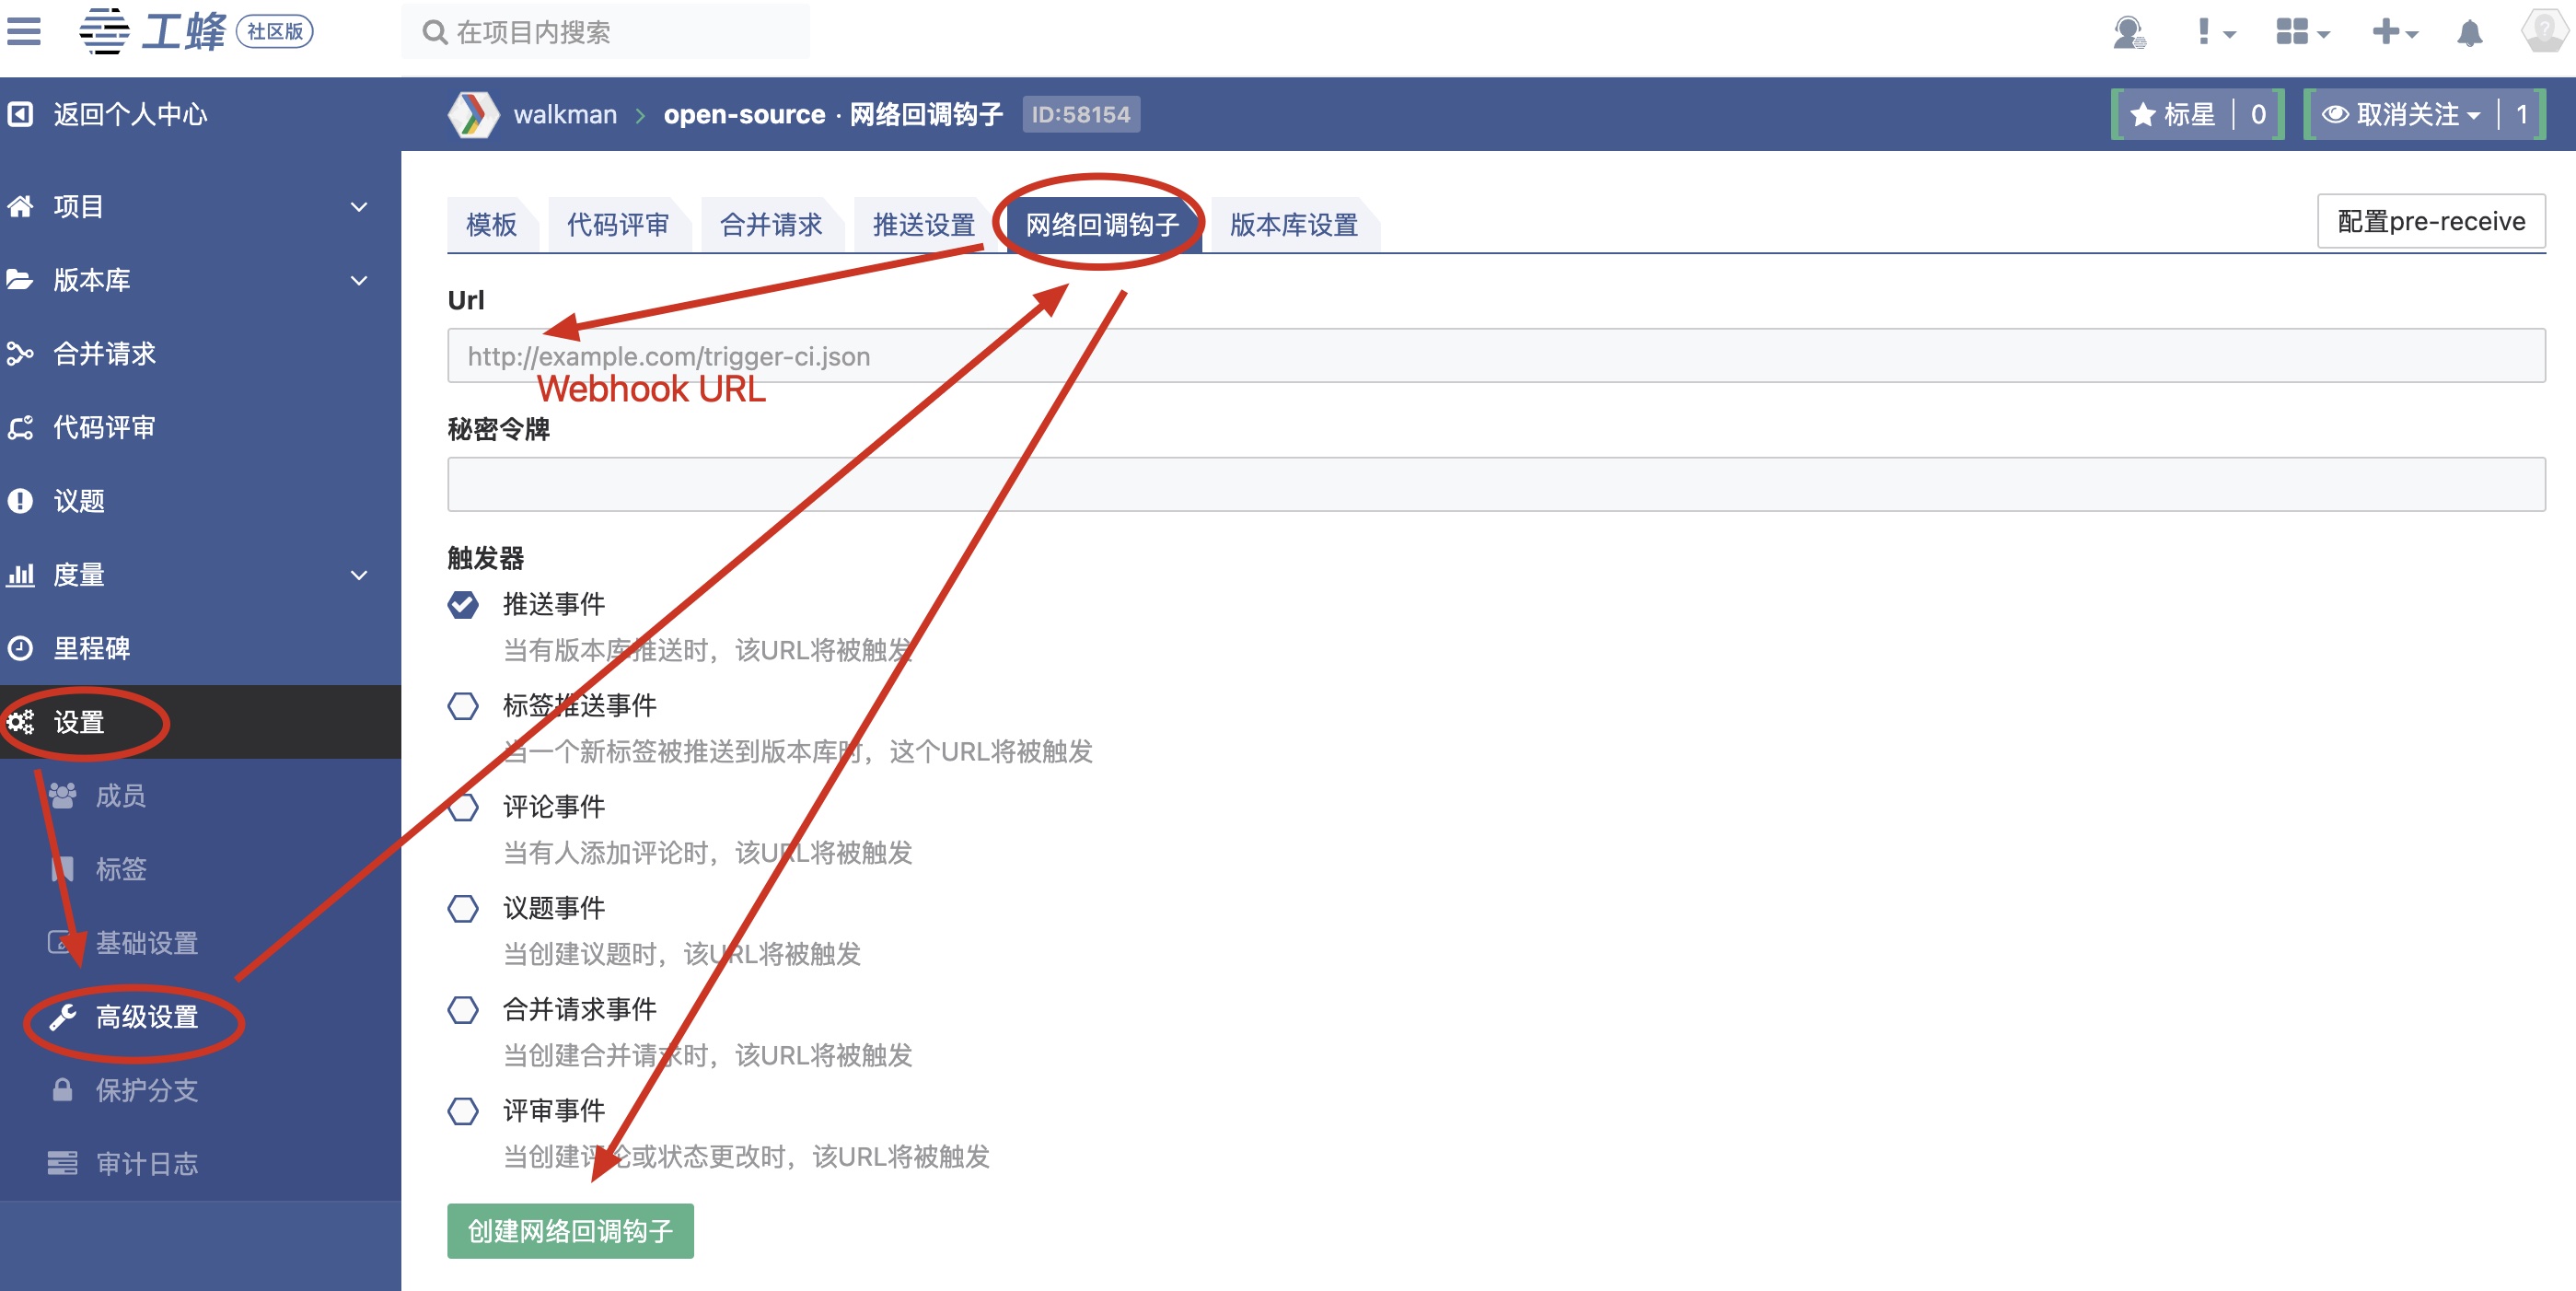 工蜂 社区版
在项目内搜索
返回个人中心
walkman > open-source · 网络回调钩子 ID:58154
标星 0
取消关注 1
项目
版本库
合并请求
代码评审
议题
度量
里程碑
设置
成员
标签
基础设置
高级设置
保护分支
审计日志
模板 代码评审 合并请求 推送设置 网络回调钩子 版本库设置
配置pre-receive
Url
http://example.com/trigger-ci.json
Webhook URL
秘密令牌
触发器
推送事件
当有版本库推送时，该URL将被触发
标签推送事件
当一个新标签被推送到版本库时，这个URL将被触发
评论事件
当有人添加评论时，该URL将被触发
议题事件
当创建议题时，该URL将被触发
合并请求事件
当创建合并请求时，该URL将被触发
评审事件
当创建评论或状态更改时，该URL将被触发
创建网络回调钩子